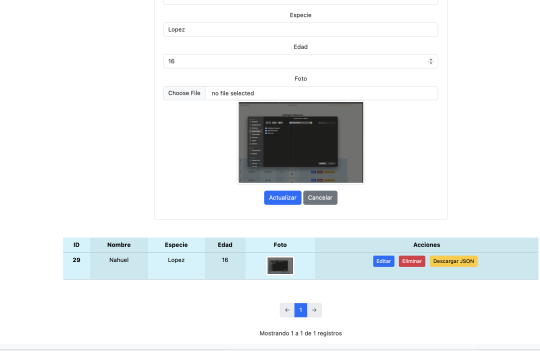 Especie
Lopez
Edad
16
Foto
Choose File no file selected
Actualizar Cancelar
ID Nombre Especie Edad Foto Acciones
29 Nahuel Lopez 16 Editar Eliminar Descargar JSON
← 1 →
Mostrando 1 a 1 de 1 registros